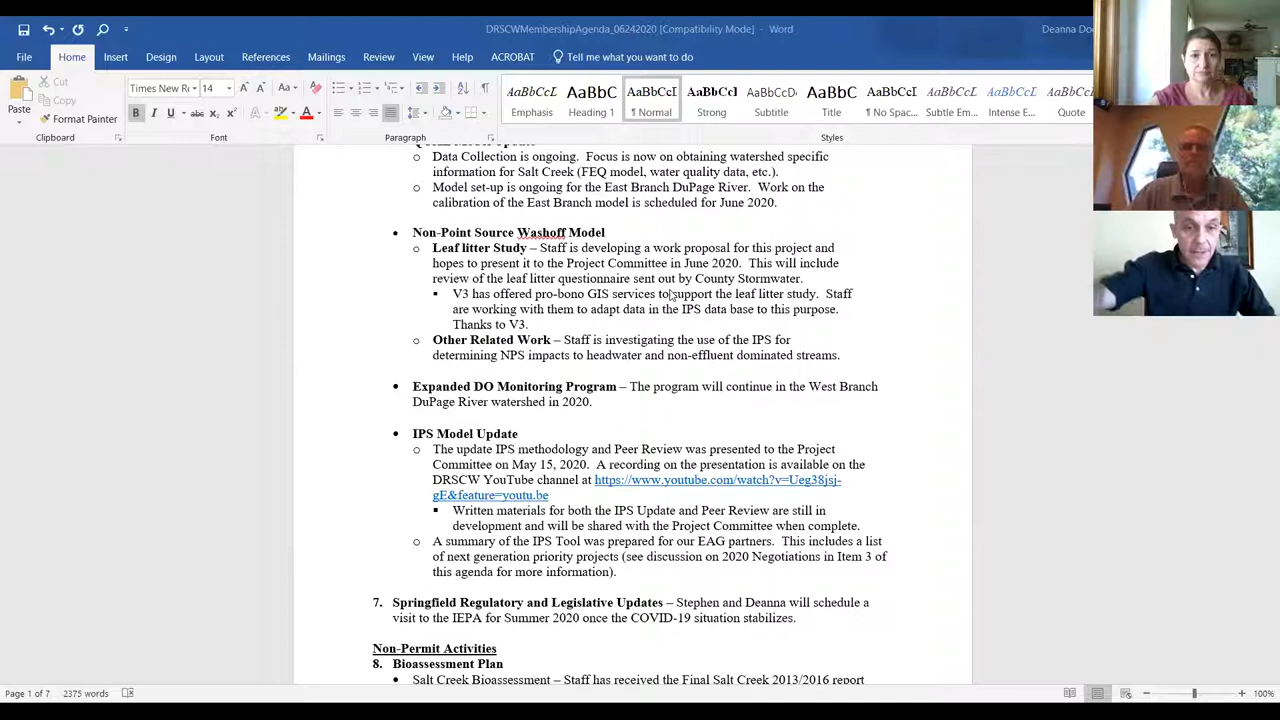 DRSCWMembershipAgenda_06242020 [Compatibility Mode] - Word
Deanna Do
File Home Insert Design Layout References Mailings Review View Help ACROBAT Tell me what you want to do
Paste
Cut
Copy
Format Painter
Clipboard
Times New R
14
Font
Paragraph
AaBbCcL AaBbC AaBbCcI AaBbCcI AaBbCcD AaBbC AaBbCcI AaBbCcL AaBbCcL AaBbCcL
Emphasis Heading 1 ¶ Normal Strong Subtitle Title ¶ No Spac... Subtle Em... Intense E... Quote
Styles
o Data Collection is ongoing. Focus is now on obtaining watershed specific
information for Salt Creek (FEQ model, water quality data, etc.).
o Model set-up is ongoing for the East Branch DuPage River. Work on the
calibration of the East Branch model is scheduled for June 2020.
• Non-Point Source Washoff Model
o Leaf litter Study – Staff is developing a work proposal for this project and
hopes to present it to the Project Committee in June 2020. This will include
review of the leaf litter questionnaire sent out by County Stormwater.
▪ V3 has offered pro-bono GIS services to support the leaf litter study. Staff
are working with them to adapt data in the IPS data base to this purpose.
Thanks to V3.
o Other Related Work – Staff is investigating the use of the IPS for
determining NPS impacts to headwater and non-effluent dominated streams.
• Expanded DO Monitoring Program – The program will continue in the West Branch
DuPage River watershed in 2020.
• IPS Model Update
o The update IPS methodology and Peer Review was presented to the Project
Committee on May 15, 2020. A recording on the presentation is available on the
DRSCW YouTube channel at https://www.youtube.com/watch?v=Ueg38jsj-
gE&feature=youtu.be
▪ Written materials for both the IPS Update and Peer Review are still in
development and will be shared with the Project Committee when complete.
o A summary of the IPS Tool was prepared for our EAG partners. This includes a list
of next generation priority projects (see discussion on 2020 Negotiations in Item 3 of
this agenda for more information).
7. Springfield Regulatory and Legislative Updates – Stephen and Deanna will schedule a
visit to the IEPA for Summer 2020 once the COVID-19 situation stabilizes.
Non-Permit Activities
8. Bioassessment Plan
• Salt Creek Bioassessment – Staff has received the Final Salt Creek 2013/2016 report
Page 1 of 7 2375 words
100%